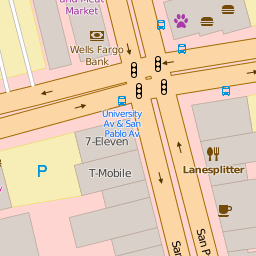 and Meat
Market
Wells Fargo
Bank
University
Av & San
Pablo Av
7-Eleven
P
T-Mobile
Lanesplitter
San P
San